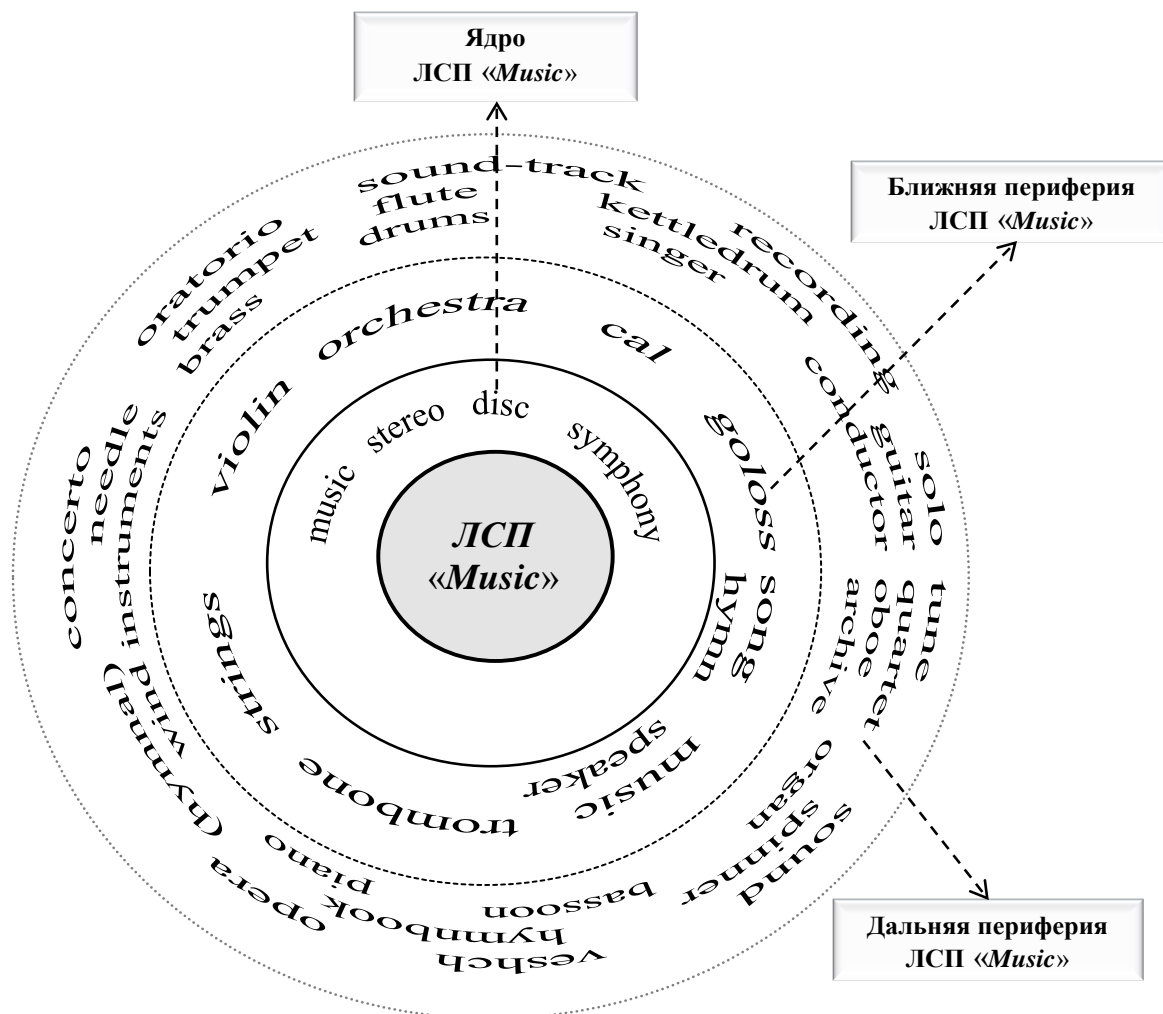 Ядро
ЛСП «Music»
Ближняя периферия
ЛСП «Music»
sound-track
flute
drums
recording
kettledrum
singer
oratorio
trumpet
brass
orchestra
cal
violin
goloss
conductor
solo
guitar
concerto
needle
wind instruments
music
stereo
disc
symphony
ЛСП
«Music»
song
hymn
tune
quartet
oboe
archive
strings
trombone
music
speaker
sound
spinner
organ
bassoon
piano
hymnbook
(hymnal)
opera
veshch
Дальняя периферия
ЛСП «Music»